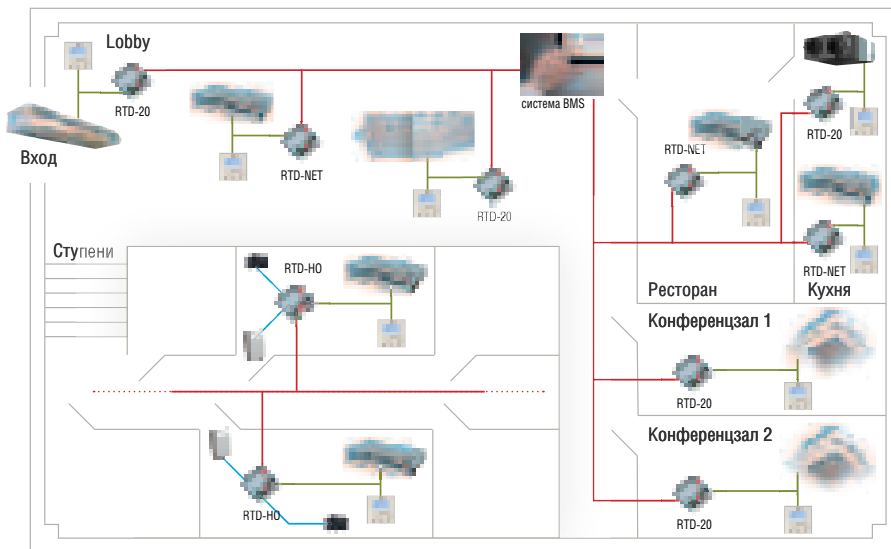 Lobby
RTD-20
система BMS
Вход
RTD-NET
RTD-20
RTD-NET
RTD-20
Ступени
RTD-HO
RTD-NET
Ресторан
Кухня
Конференцзал 1
RTD-20
Конференцзал 2
RTD-HO
RTD-20